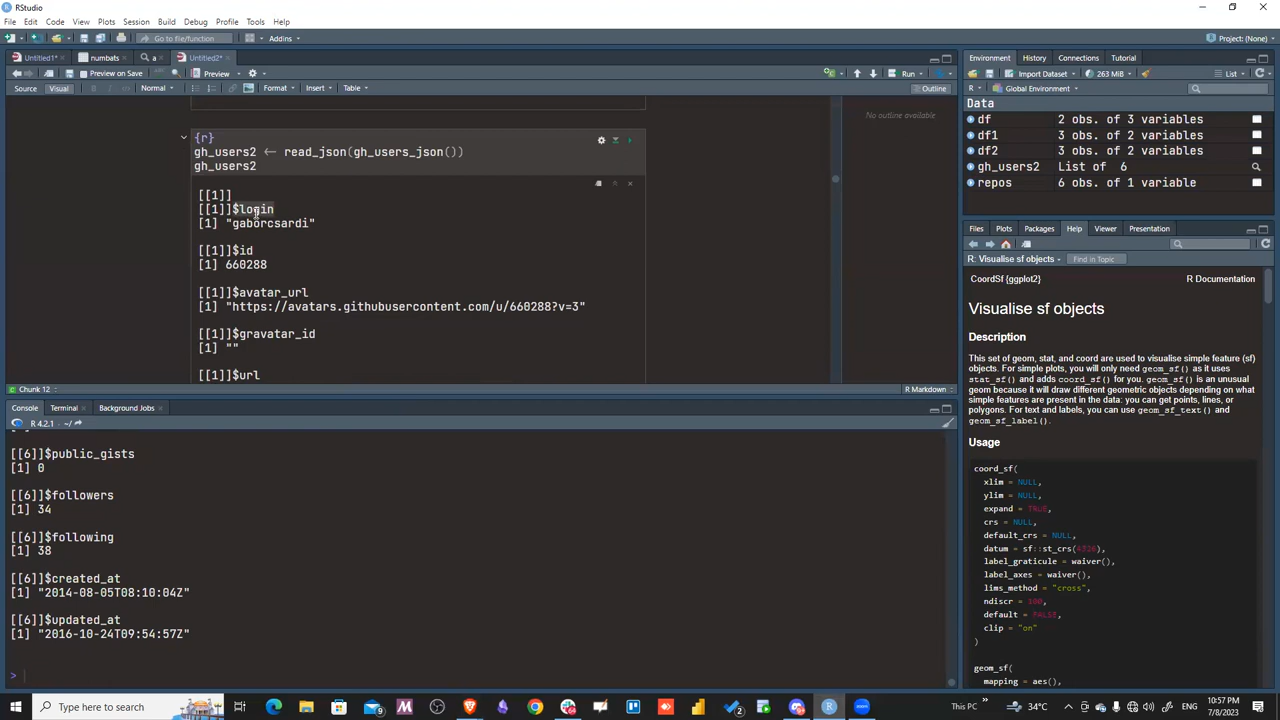 RStudio
File Edit Code View Plots Session Build Debug Profile Tools Help
Go to file/function
Addins
Project: (None)
Untitled1*
numbats
a
Untitled2*
Preview on Save
Preview
Run
Source Visual
Normal
Format
Insert
Table
Outline
No outline available
{r}
gh_users2 ← read_json(gh_users_json())
gh_users2
[[1]]
[[1]]$login
[1] "gaborcsardi"
[[1]]$id
[1] 660288
[[1]]$avatar_url
[1] "https://avatars.githubusercontent.com/u/660288?v=3"
[[1]]$gravatar_id
[1] ""
[[1]]$url
Chunk 12
R Markdown
Console Terminal Background Jobs
R 4.2.1 · ~/
[[6]]$public_gists
[1] 0
[[6]]$followers
[1] 34
[[6]]$following
[1] 38
[[6]]$created_at
[1] "2014-08-05T08:10:04Z"
[[6]]$updated_at
[1] "2016-10-24T09:54:57Z"
>
Environment History Connections Tutorial
Import Dataset
263 MiB
List
R
Global Environment
Data
df 2 obs. of 3 variables
df1 3 obs. of 2 variables
df2 3 obs. of 2 variables
gh_users2 List of 6
repos 6 obs. of 1 variable
Files Plots Packages Help Viewer Presentation
R: Visualise sf objects
Find in Topic
CoordSf {ggplot2} R Documentation
Visualise sf objects
Description
This set of geom, stat, and coord are used to visualise simple feature (sf)
objects. For simple plots, you will only need geom_sf() as it uses
stat_sf() and adds coord_sf() for you. geom_sf() is an unusual
geom because it will draw different geometric objects depending on what
simple features are present in the data: you can get points, lines, or
polygons. For text and labels, you can use geom_sf_text() and
geom_sf_label().
Usage
coord_sf(
xlim = NULL,
ylim = NULL,
expand = TRUE,
crs = NULL,
default_crs = NULL,
datum = sf::st_crs(4326),
label_graticule = waiver(),
label_axes = waiver(),
lims_method = "cross",
ndiscr = 100,
default = FALSE,
clip = "on"
)
geom_sf(
mapping = aes(),
Type here to search
This PC
34°C
10:57 PM
7/8/2023